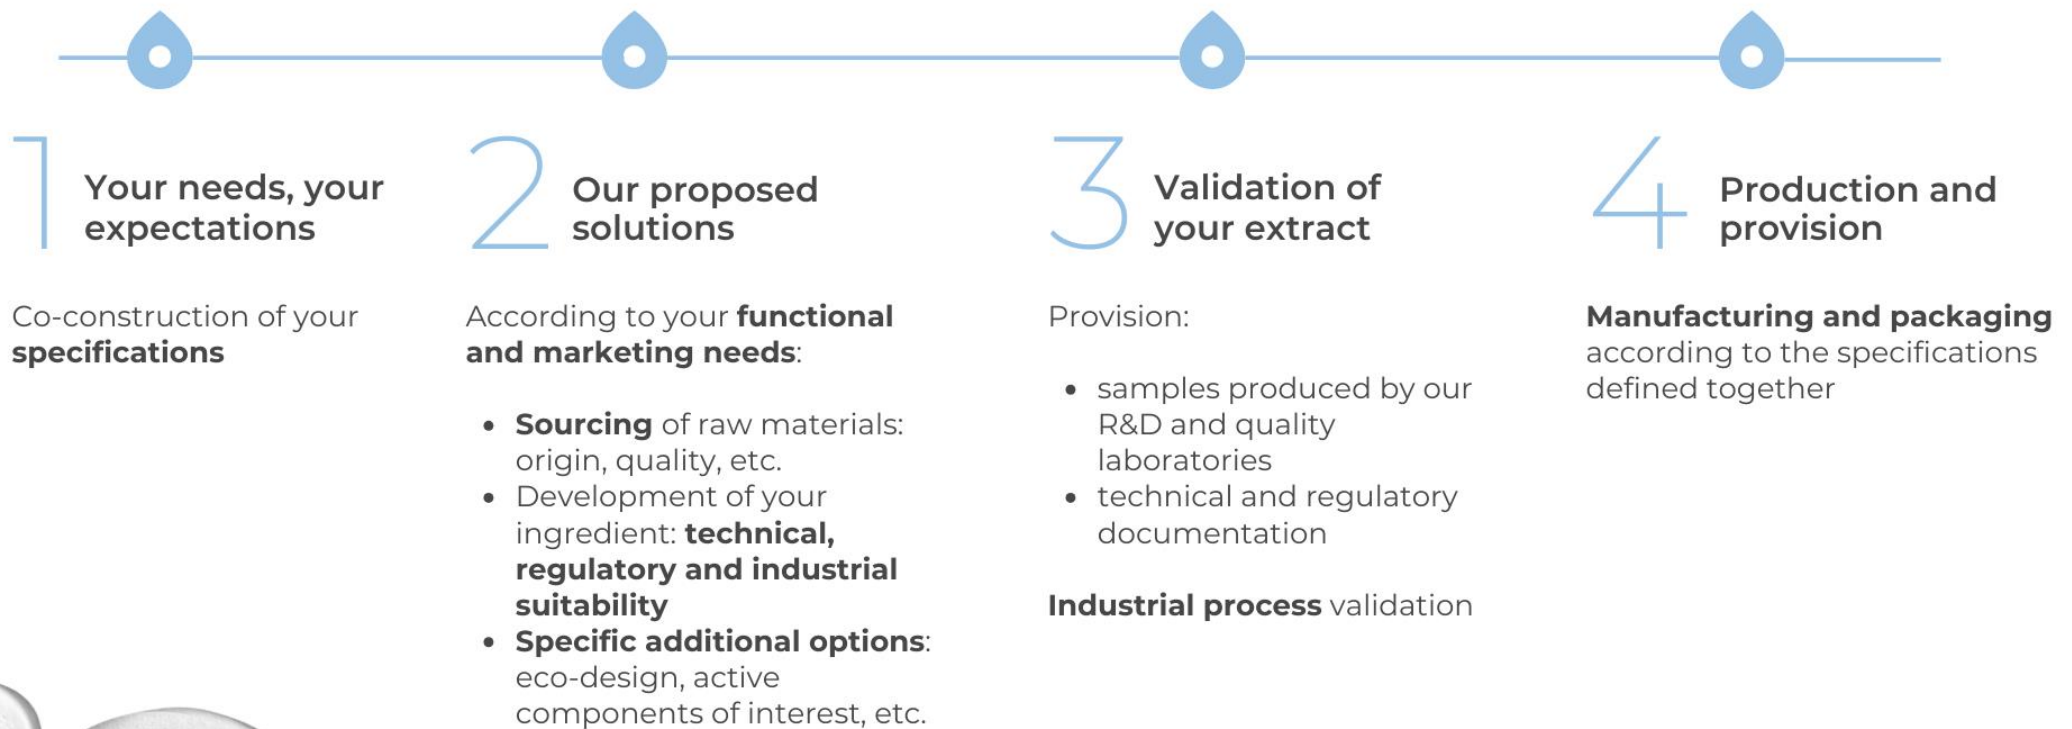 1
Your needs, your
expectations
Co-construction of your
specifications
2
Our proposed
solutions
According to your functional
and marketing needs:
• Sourcing of raw materials:
origin, quality, etc.
• Development of your
ingredient: technical,
regulatory and industrial
suitability
• Specific additional options:
eco-design, active
components of interest, etc.
3
Validation of
your extract
Provision:
• samples produced by our
R&D and quality
laboratories
• technical and regulatory
documentation
Industrial process validation
4
Production and
provision
Manufacturing and packaging
according to the specifications
defined together